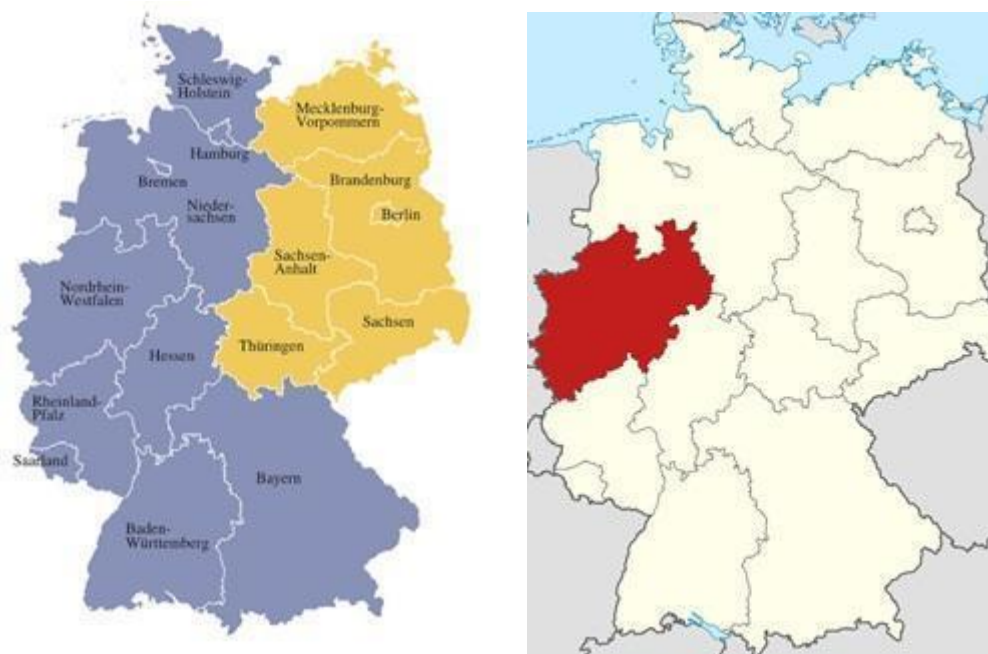 Schleswig-
Holstein
Mecklenburg-
Vorpommern
Hamburg
Bremen
Brandenburg
Nieder-
sachsen
Berlin
Sachsen-
Anhalt
Nordrhein-
Westfalen
Sachsen
Thüringen
Hessen
Rheinland-
Pfalz
Saarland
Bayern
Baden-
Württemberg